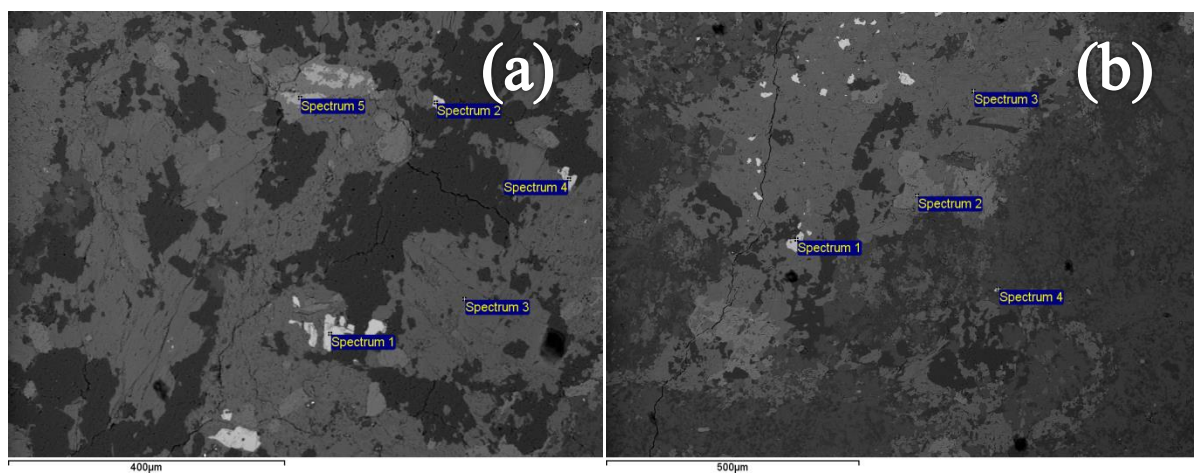 (a)
Spectrum 5
Spectrum 2
Spectrum 4
Spectrum 3
Spectrum 1
400µm
(b)
Spectrum 3
Spectrum 2
Spectrum 1
Spectrum 4
500µm